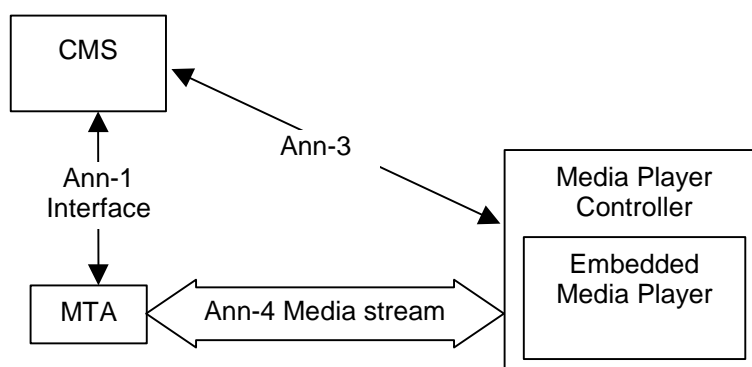 CMS
Ann-3
Ann-1
Interface
Media Player
Controller
Embedded
Media Player
MTA
Ann-4 Media stream